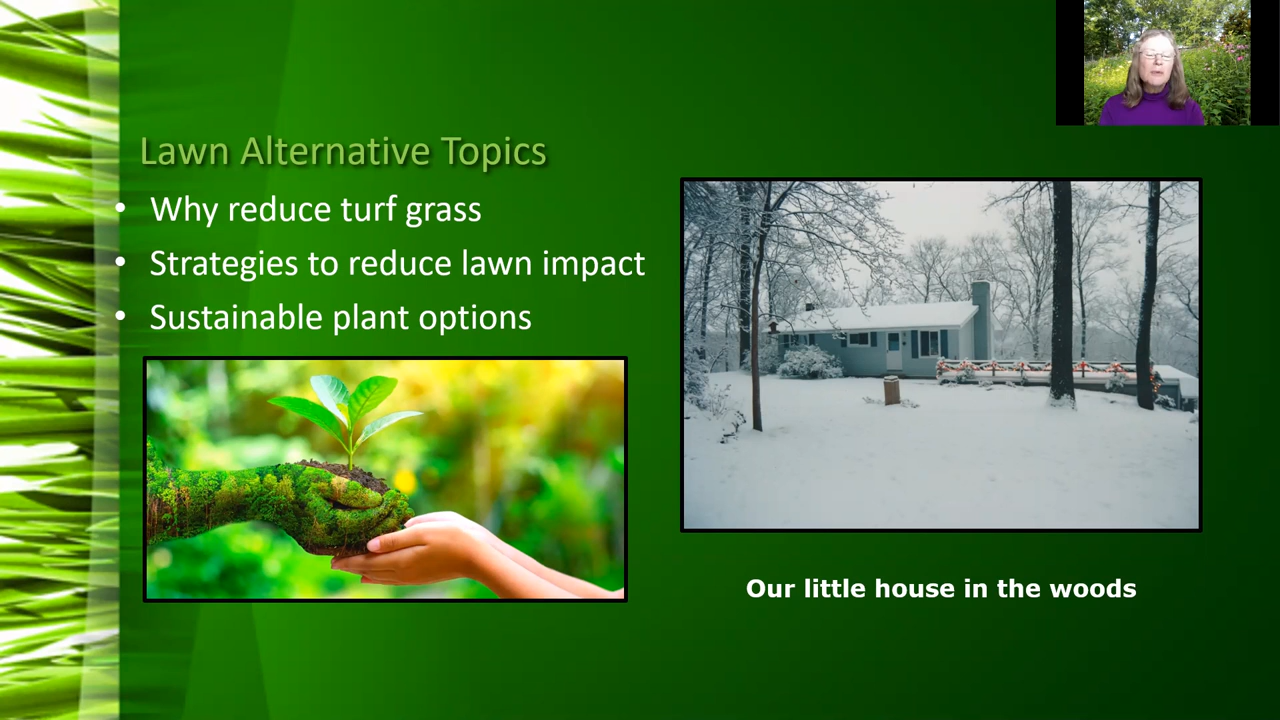 Lawn Alternative Topics
• Why reduce turf grass
• Strategies to reduce lawn impact
• Sustainable plant options
Our little house in the woods